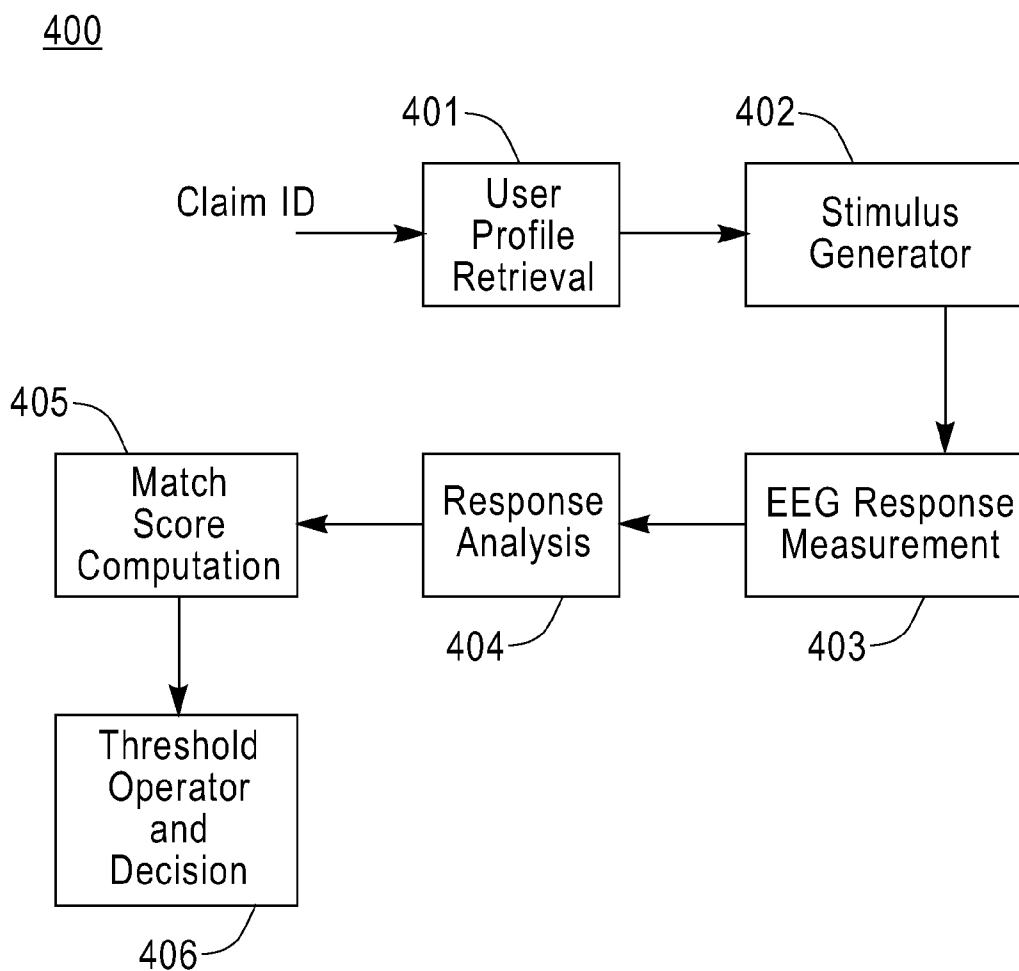 400
401
402
Claim ID
User
Profile
Retrieval
Stimulus
Generator
405
Match
Score
Computation
Response
Analysis
EEG Response
Measurement
404
403
Threshold
Operator
and
Decision
406